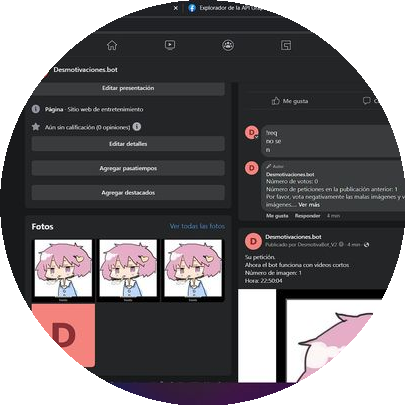 Explorador de la API Grap
Desmotivaciones.bot
Editar presentación
Página · Sitio web de entretenimiento
Aún sin calificación (0 opiniones)
Editar detalles
Agregar pasatiempos
Agregar destacados
Fotos
Ver todas las fotos
D
Me gusta
D
!req
no se
n
D
Autor
Desmotivaciones.bot
Número de votos: 0
Número de peticiones en la publicación anterior: 1
Por favor, vota negativamente las malas imágenes y v
imágenes... Ver más
Me gusta Responder 4 min
D
Desmotivaciones.bot
Publicado por DesmotivaBot_V2 · 4 min ·
Su petición.
Ahora el bot funciona con videos cortos
Número de imagen: 1
Hora: 22:50:04